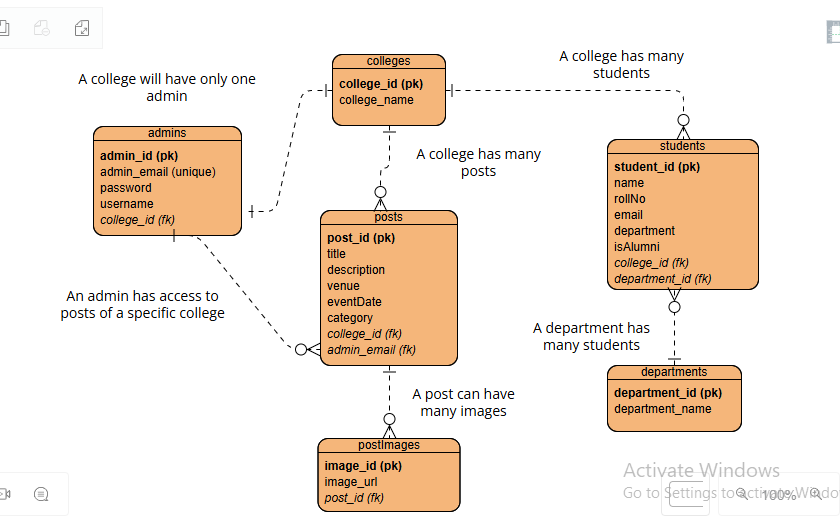 A college will have only one
admin
colleges
college_id (pk)
college_name
A college has many
students
admins
admin_id (pk)
admin_email (unique)
password
username
college_id (fk)
A college has many
posts
students
student_id (pk)
name
rollNo
email
department
isAlumni
college_id (fk)
department_id (fk)
posts
post_id (pk)
title
description
venue
eventDate
category
college_id (fk)
admin_email (fk)
An admin has access to
posts of a specific college
A department has
many students
departments
department_id (pk)
department_name
A post can have
many images
postImages
image_id (pk)
image_url
post_id (fk)
Activate Windows
Go to Settings to activate Windo
100%